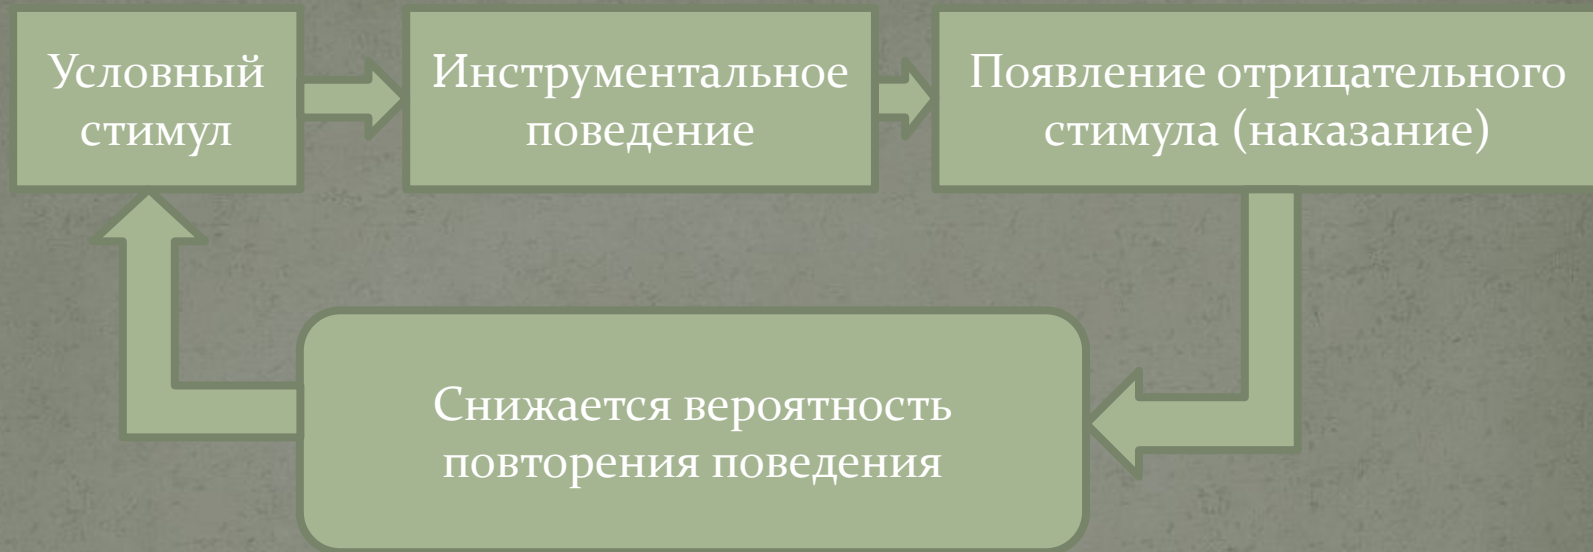 Условный
стимул
Инструментальное
поведение
Появление отрицательного
стимула (наказание)
Снижается вероятность
повторения поведения